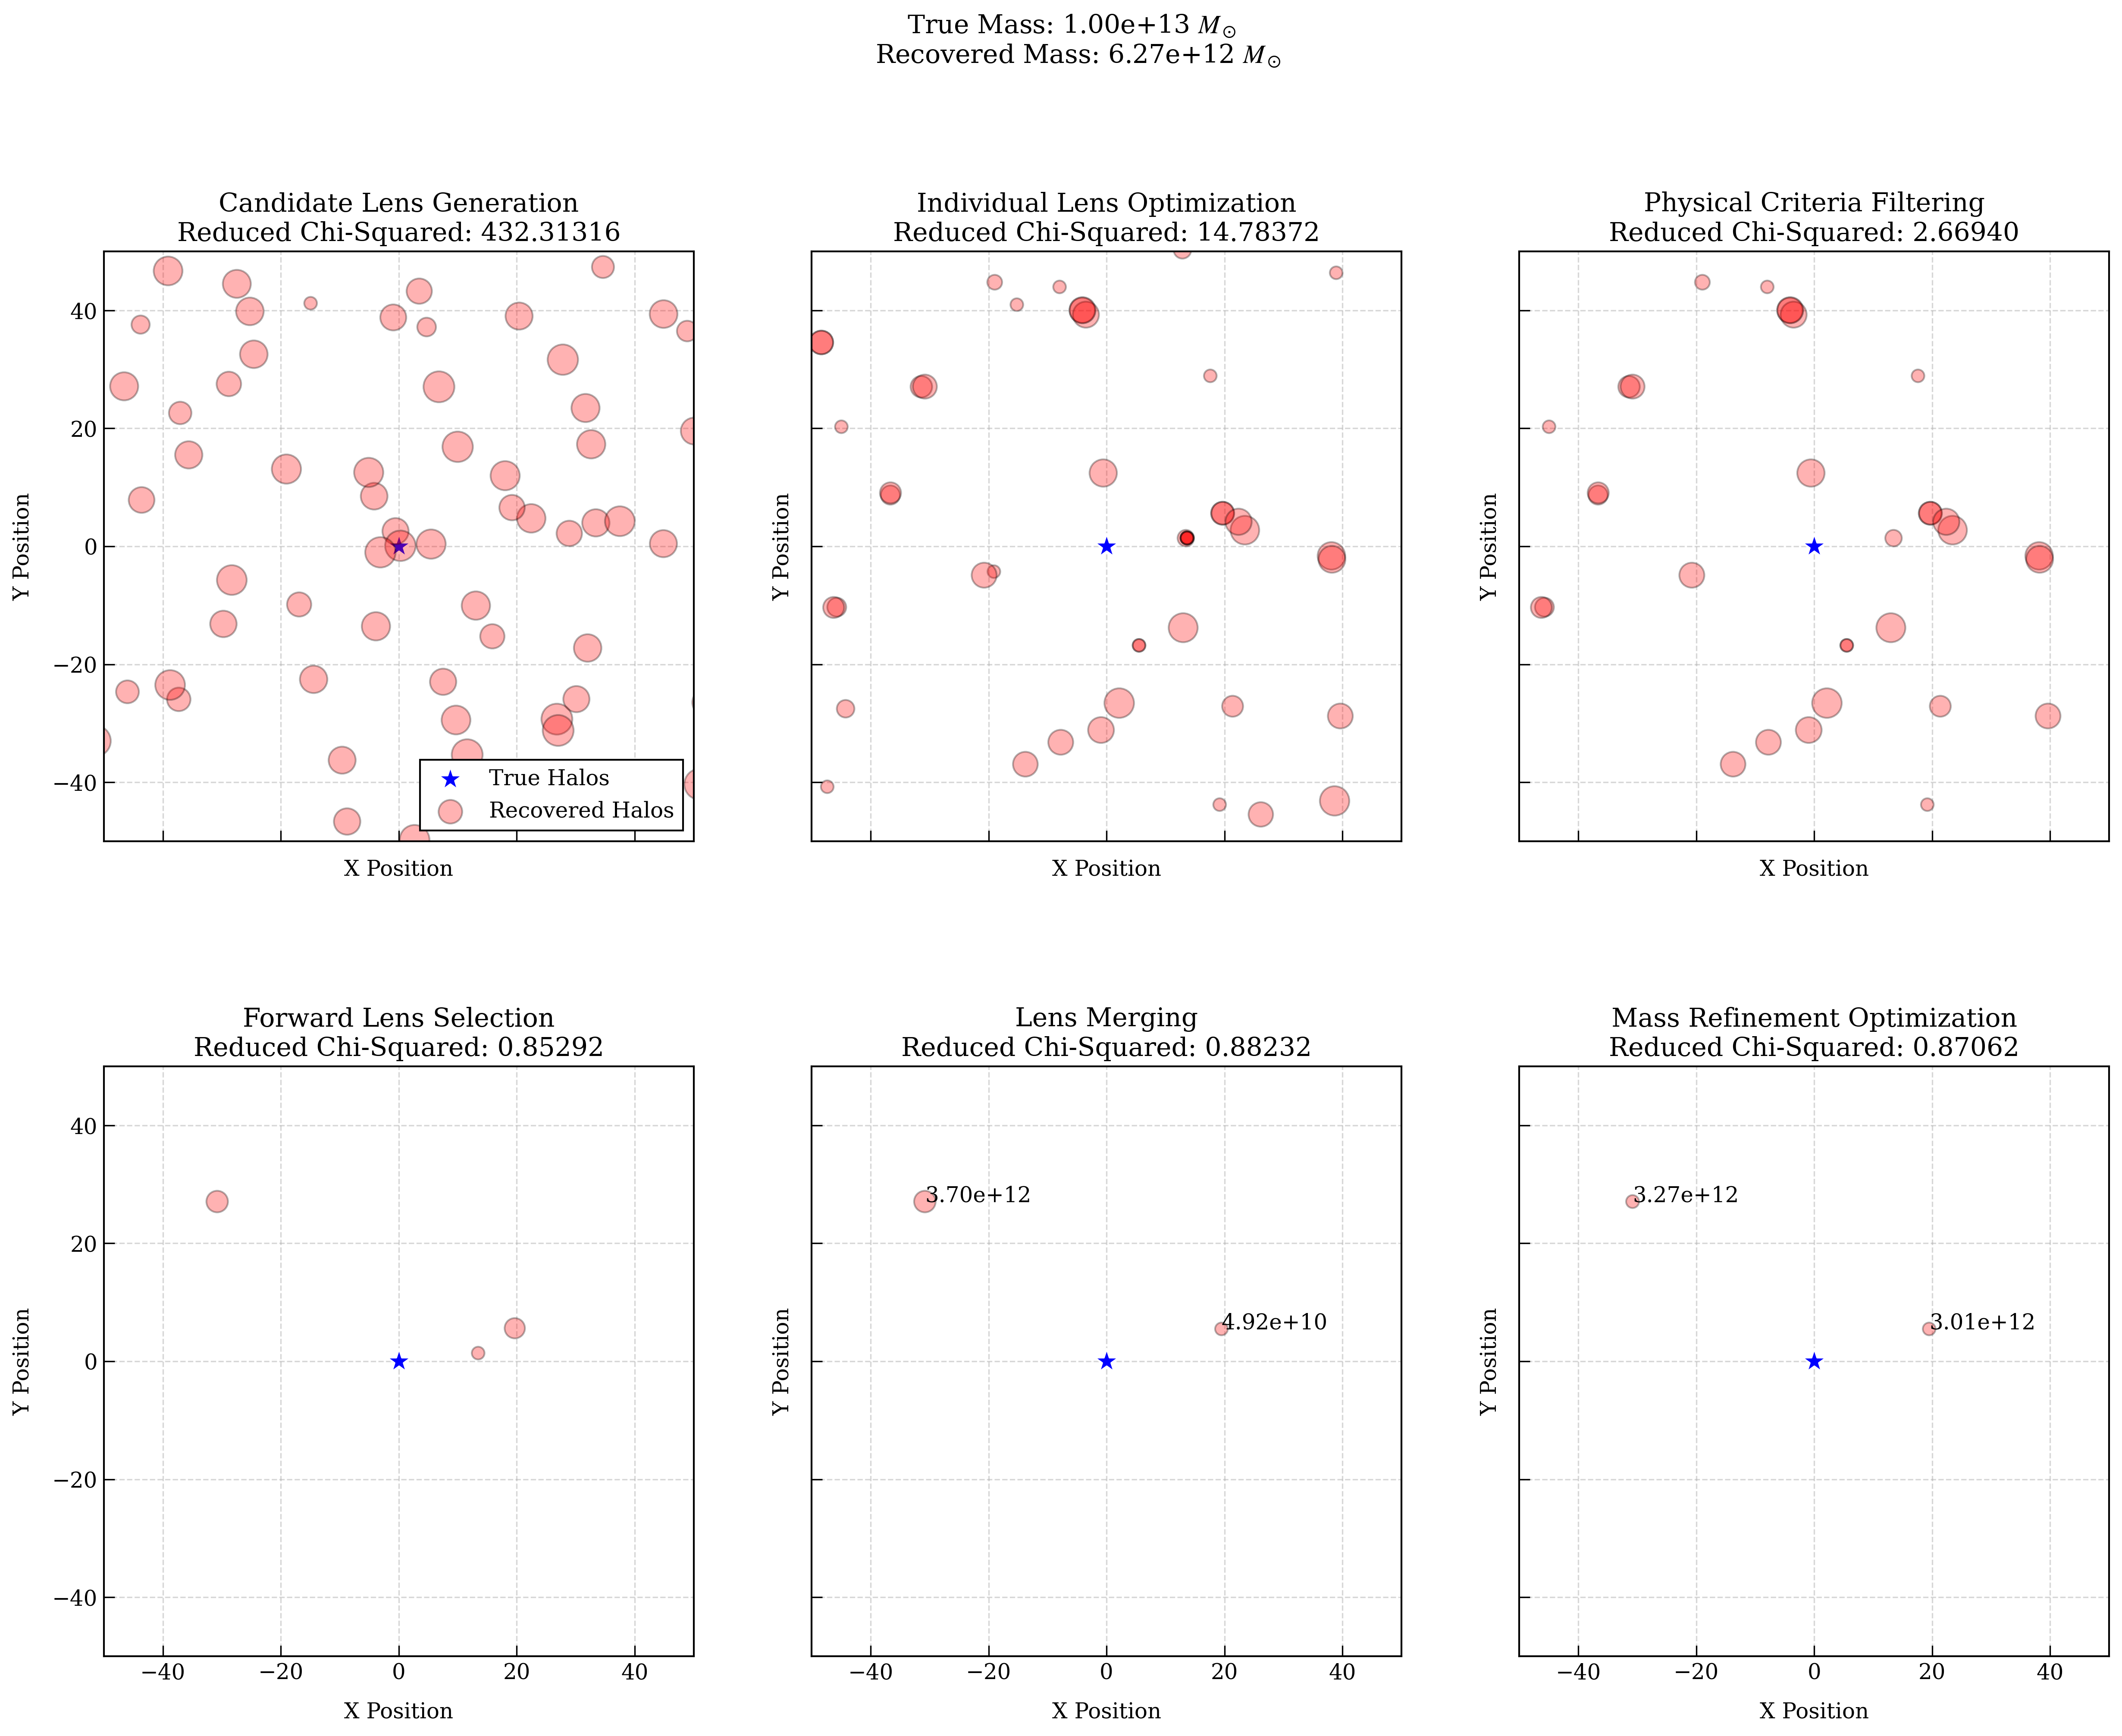 True Mass: 1.00e+13 M☉
Recovered Mass: 6.27e+12 M☉
Candidate Lens Generation
Reduced Chi-Squared: 432.31316
Individual Lens Optimization
Reduced Chi-Squared: 14.78372
Physical Criteria Filtering
Reduced Chi-Squared: 2.66940
40
20
0
−20
−40
Y Position
Y Position
Y Position
True Halos
Recovered Halos
X Position
X Position
X Position
Forward Lens Selection
Reduced Chi-Squared: 0.85292
Lens Merging
Reduced Chi-Squared: 0.88232
Mass Refinement Optimization
Reduced Chi-Squared: 0.87062
40
20
0
−20
−40
Y Position
Y Position
Y Position
3.70e+12
4.92e+10
3.27e+12
3.01e+12
−40 −20 0 20 40
−40 −20 0 20 40
−40 −20 0 20 40
X Position
X Position
X Position